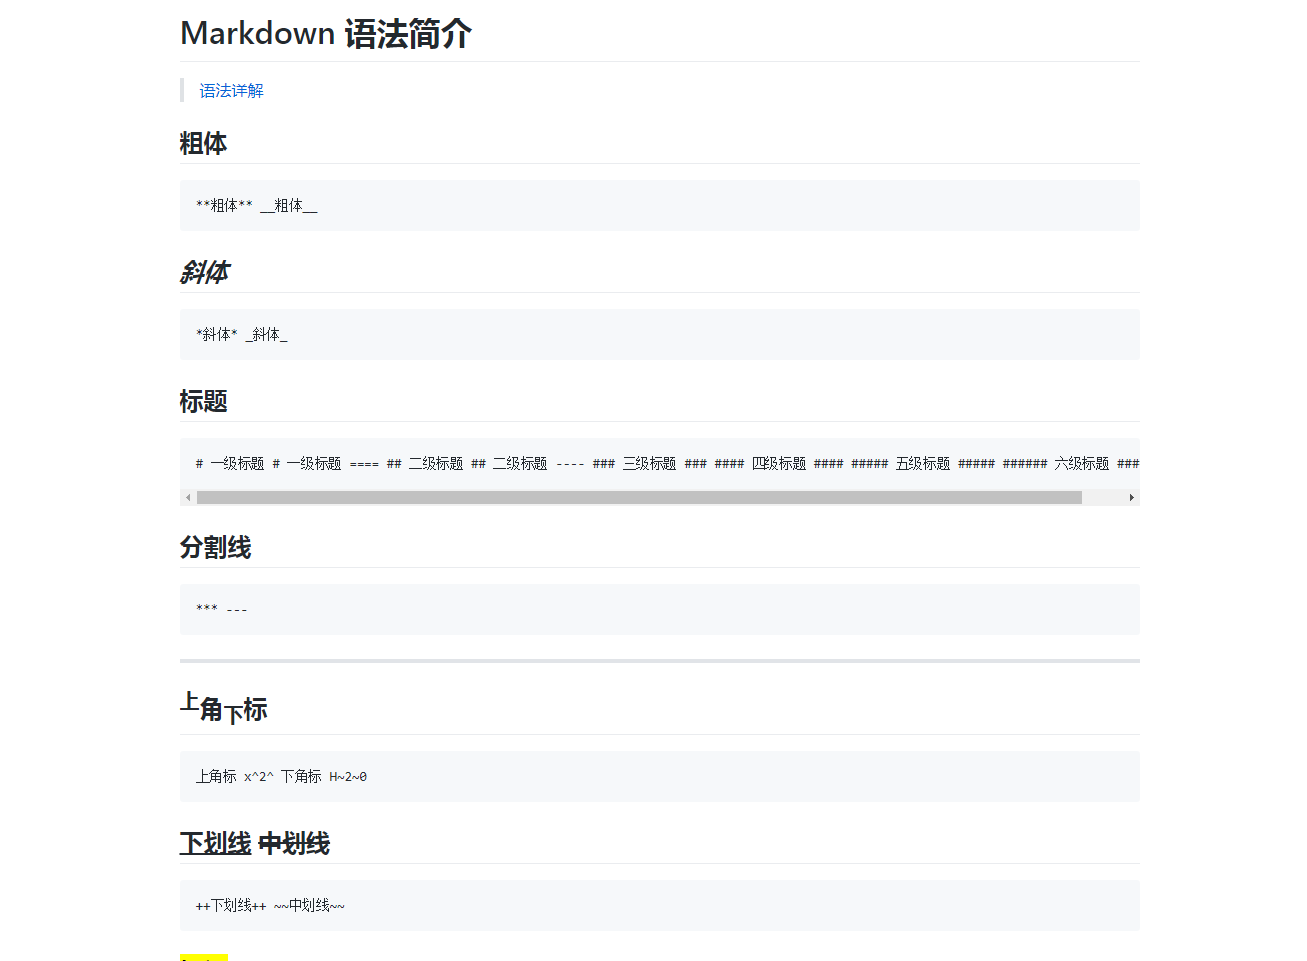 Markdown 语法简介
语法详解
粗体
**粗体** __粗体__
斜体
*斜体* _斜体_
标题
# 一级标题 # 一级标题 ==== ## 二级标题 ## 二级标题 ---- ### 三级标题 ### #### 四级标题 #### ##### 五级标题 ##### ###### 六级标题 ###
分割线
*** ---
上角下标
上角标 x^2^ 下角标 H~2~0
下划线 中划线
++下划线++ ~~中划线~~